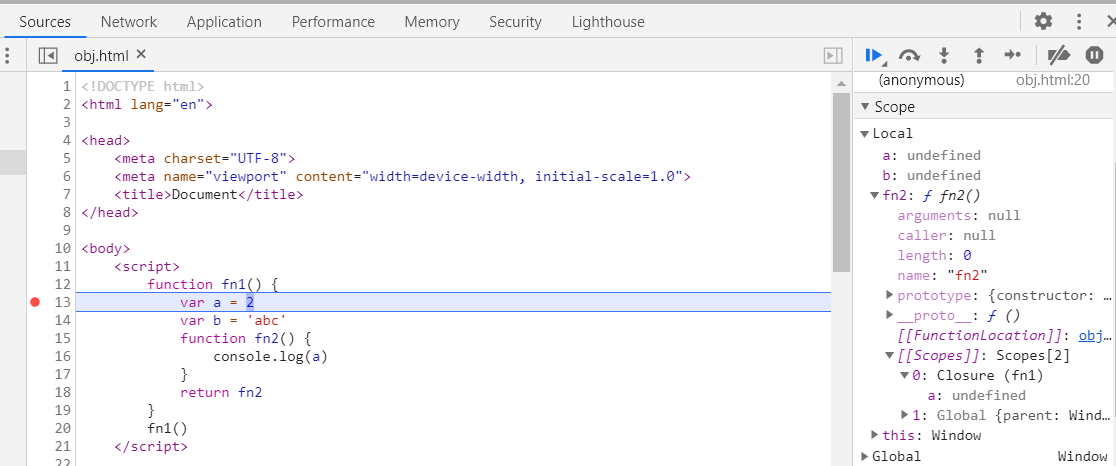 Sources Network Application Performance Memory Security Lighthouse
obj.html
1 <!DOCTYPE html>
2 <html lang="en">
3
4 <head>
5 <meta charset="UTF-8">
6 <meta name="viewport" content="width=device-width, initial-scale=1.0">
7 <title>Document</title>
8 </head>
9
10 <body>
11 <script>
12 function fn1() {
13 var a = 2
14 var b = 'abc'
15 function fn2() {
16 console.log(a)
17 }
18 return fn2
19 }
20 fn1()
21 </script>
22
(anonymous) obj.html:20
Scope
Local
a: undefined
b: undefined
fn2: ƒ fn2()
arguments: null
caller: null
length: 0
name: "fn2"
prototype: {constructor: …
__proto__: ƒ ()
[[FunctionLocation]]: obj…
[[Scopes]]: Scopes[2]
0: Closure (fn1)
a: undefined
1: Global {parent: Wind…
this: Window
Global Window